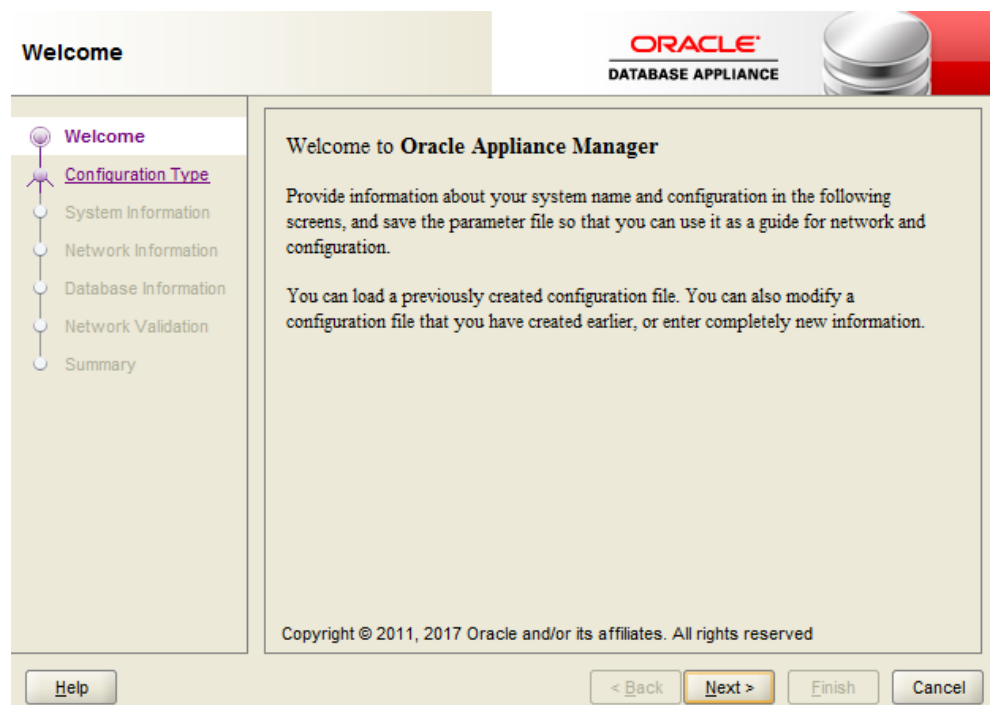 Welcome
ORACLE'
DATABASE APPLIANCE
Welcome
Configuration Type
System Information
Network Information
Database Information
Network Validation
Summary
Welcome to Oracle Appliance Manager
Provide information about your system name and configuration in the following
screens, and save the parameter file so that you can use it as a guide for network and
configuration.
You can load a previously created configuration file. You can also modify a
configuration file that you have created earlier, or enter completely new information.
Copyright © 2011, 2017 Oracle and/or its affiliates. All rights reserved
Help
< Back
Next >
Finish
Cancel